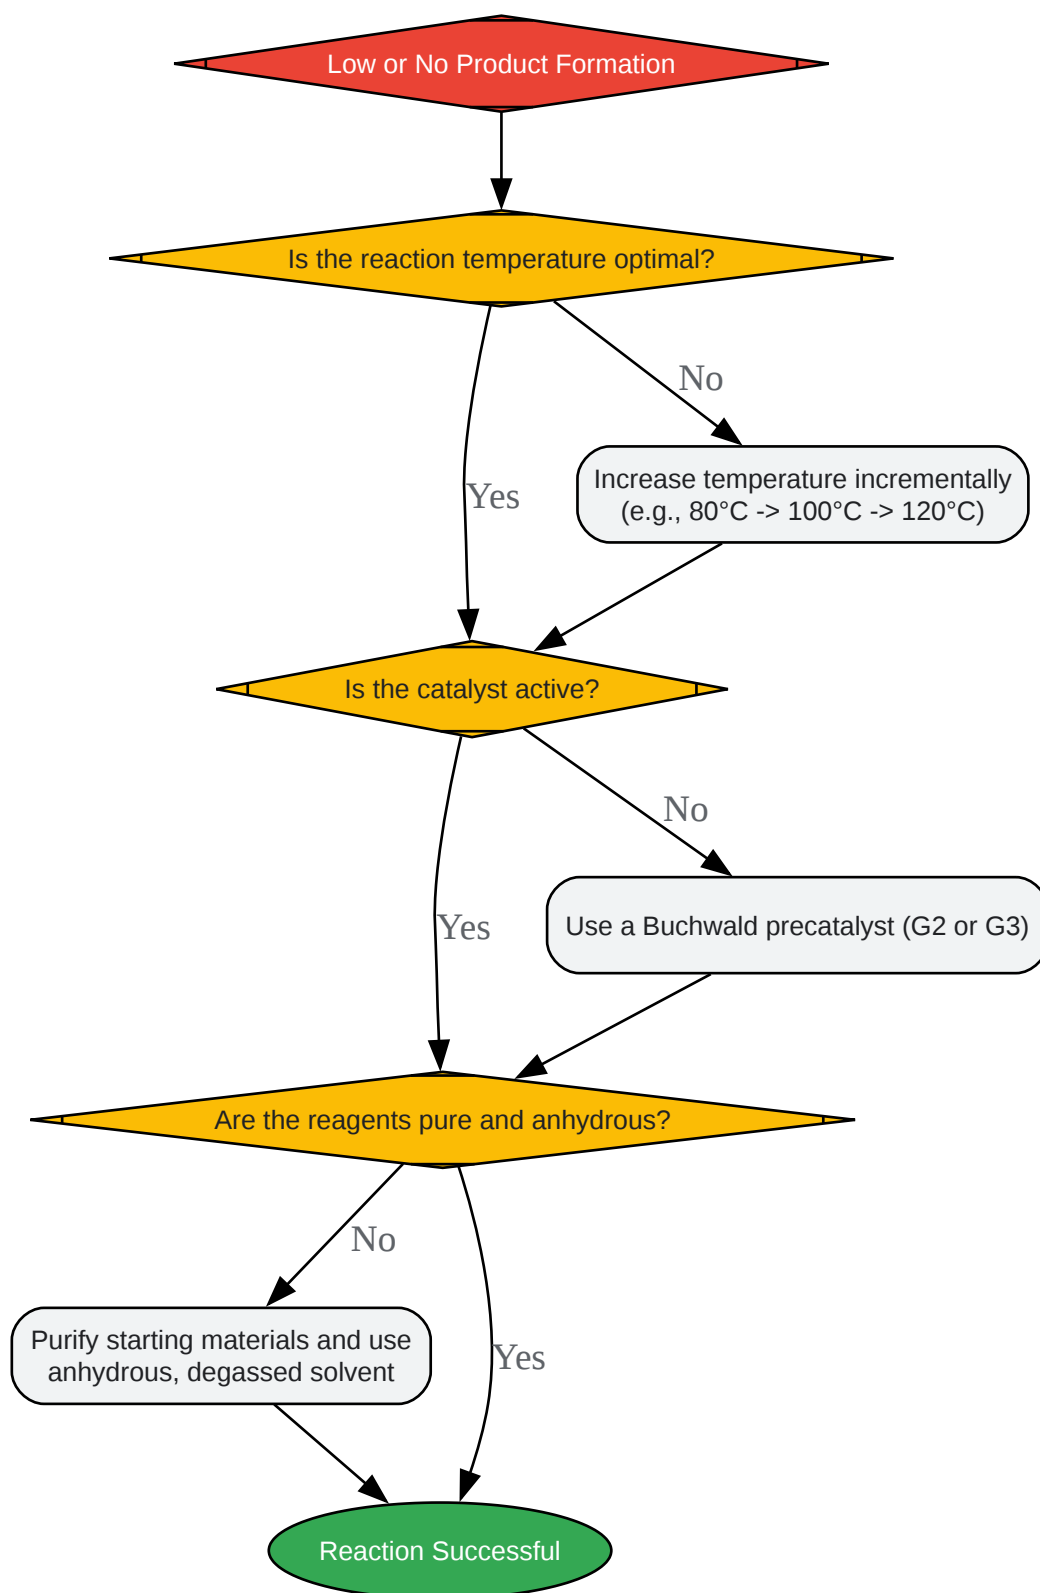 Low or No Product Formation
Is the reaction temperature optimal?
No
Increase temperature incrementally
(e.g., 80°C -> 100°C -> 120°C)
Yes
Is the catalyst active?
No
Use a Buchwald precatalyst (G2 or G3)
Yes
Are the reagents pure and anhydrous?
No
Purify starting materials and use
anhydrous, degassed solvent
Yes
Reaction Successful